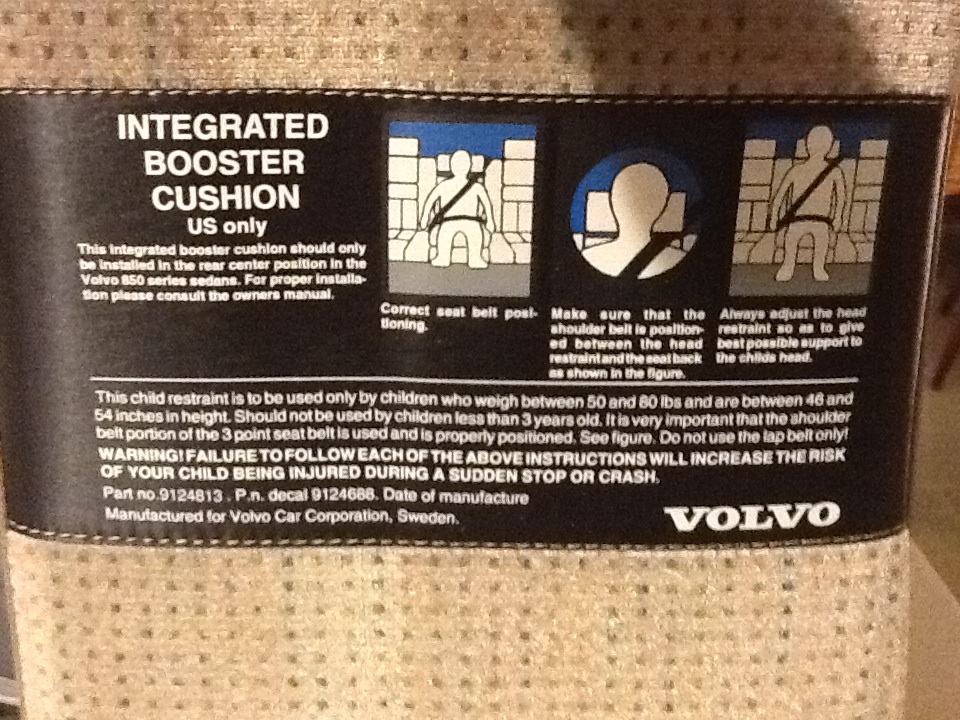 INTEGRATED
BOOSTER
CUSHION
US only
This integrated booster cushion should only
be installed in the rear center position in the
Volvo 850 series sedans. For proper installa-
tion please consult the owners manual.
Correct seat belt posi-
tioning.
Make sure that the
shoulder belt is position-
ed between the head
restraint and the seat back
as shown in the figure.
Always adjust the head
restraint so as to give
best possible support to
the childs head.
This child restraint is to be used only by children who weigh between 50 and 80 lbs and are between 46 and
54 inches in height. Should not be used by children less than 3 years old. It is very important that the shoulder
belt portion of the 3 point seat belt is used and is properly positioned. See figure. Do not use the lap belt only!
WARNING! FAILURE TO FOLLOW EACH OF THE ABOVE INSTRUCTIONS WILL INCREASE THE RISK
OF YOUR CHILD BEING INJURED DURING A SUDDEN STOP OR CRASH.
Part no.9124813 . P.n. decal 9124688. Date of manufacture
Manufactured for Volvo Car Corporation, Sweden.
VOLVO